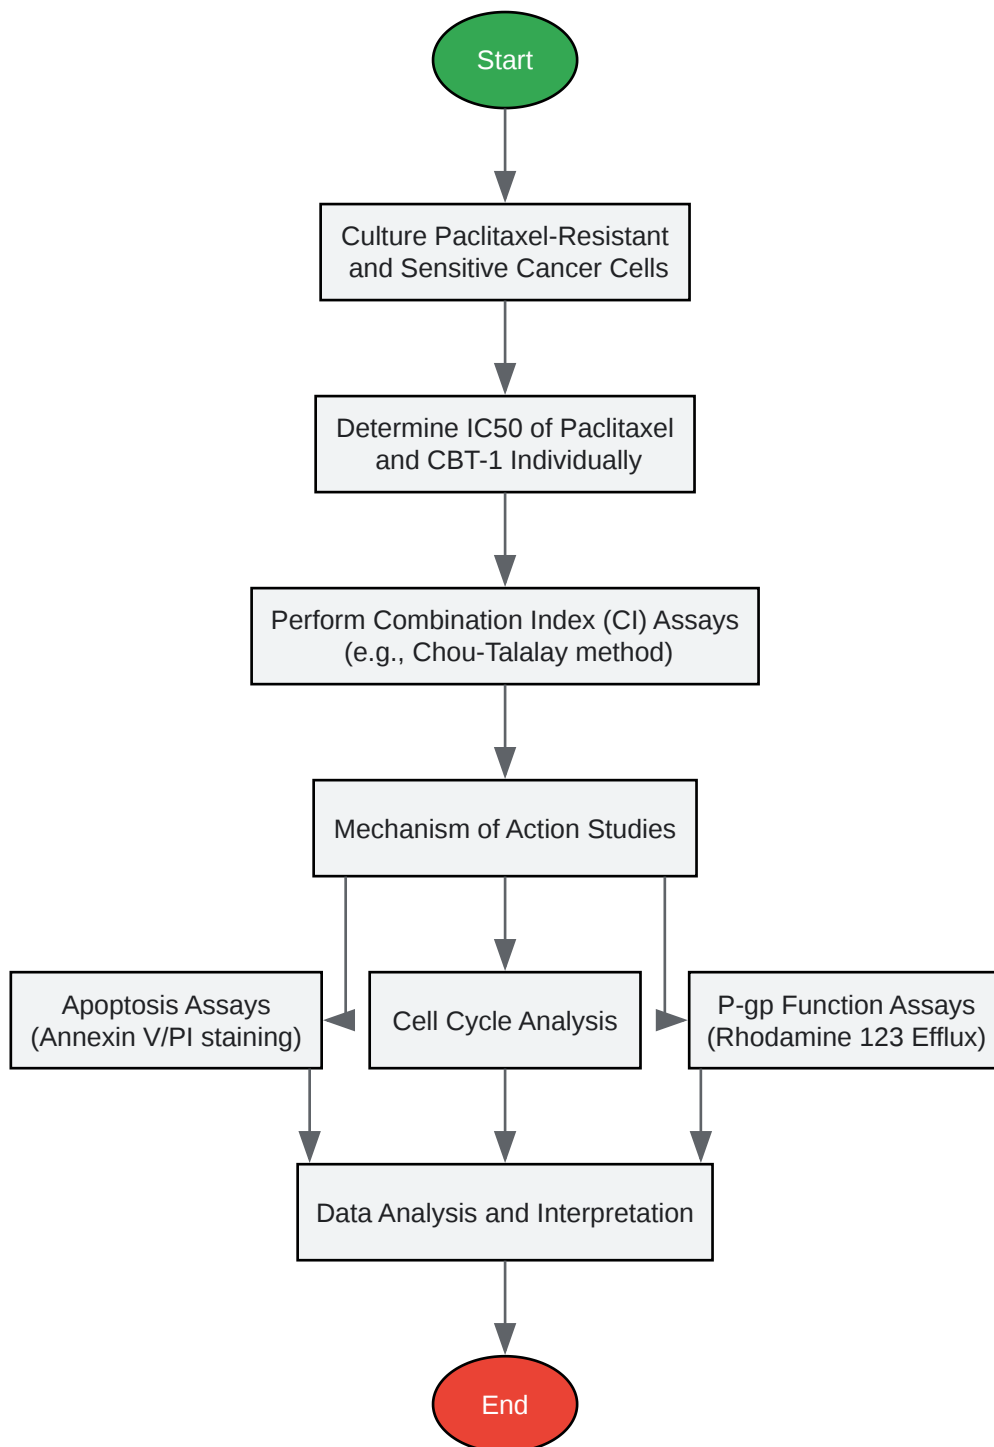 Start
Culture Paclitaxel-Resistant
and Sensitive Cancer Cells
Determine IC50 of Paclitaxel
and CBT-1 Individually
Perform Combination Index (CI) Assays
(e.g., Chou-Talalay method)
Mechanism of Action Studies
Apoptosis Assays
(Annexin V/PI staining)
Cell Cycle Analysis
P-gp Function Assays
(Rhodamine 123 Efflux)
Data Analysis and Interpretation
End